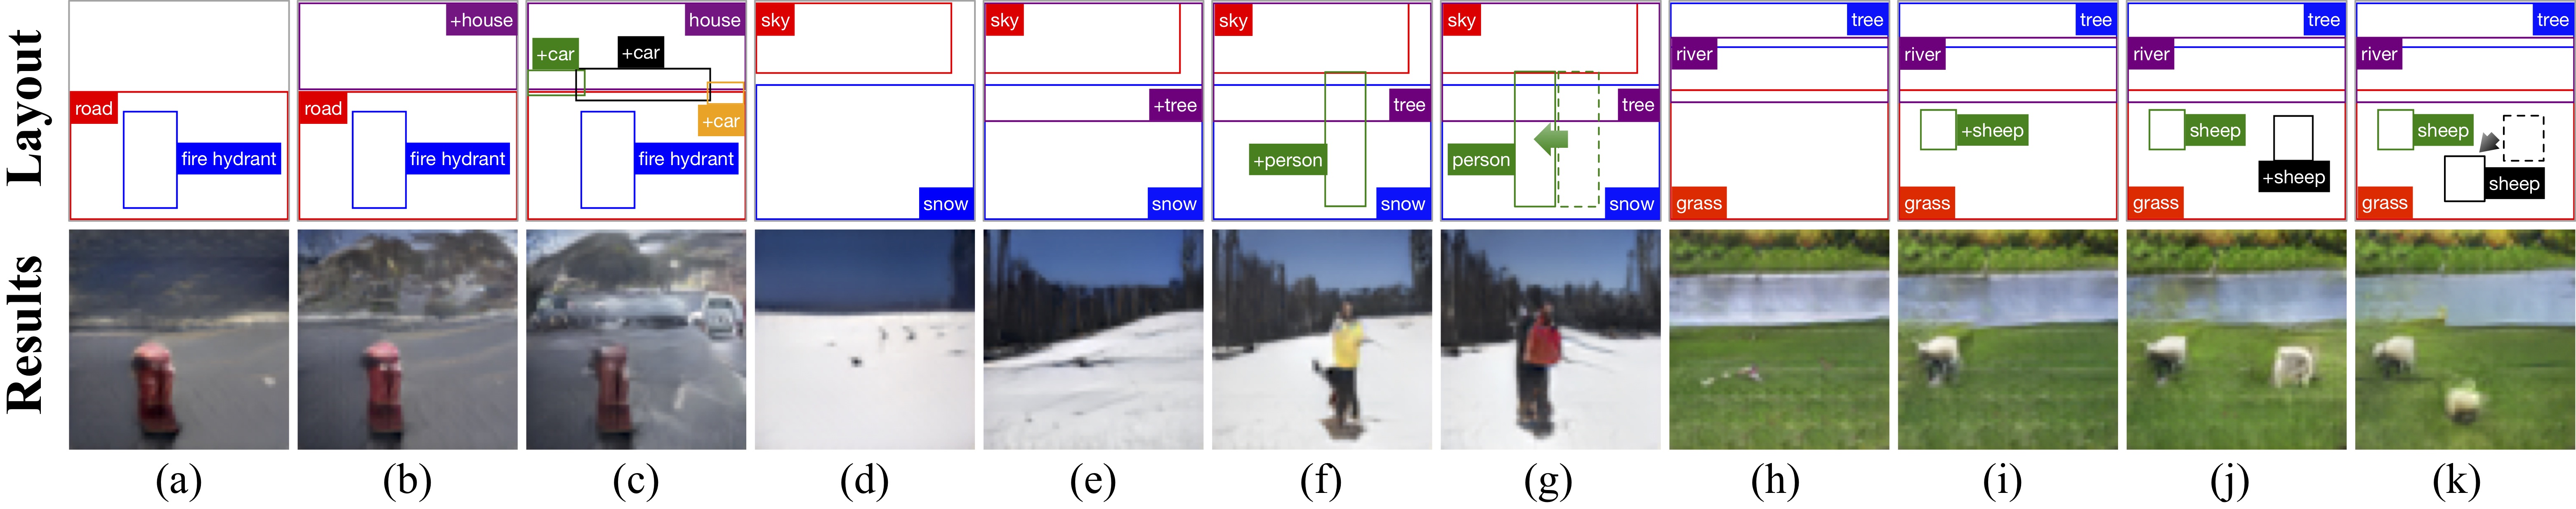 Layout
road
fire hydrant
+house
road
fire hydrant
house
+car
+car
+car
fire hydrant
sky
snow
sky
+tree
snow
sky
tree
+person
snow
sky
tree
person
snow
tree
river
grass
tree
river
+sheep
grass
tree
river
sheep
+sheep
grass
tree
river
sheep
sheep
grass
Results
(a) (b) (c) (d) (e) (f) (g) (h) (i) (j) (k)